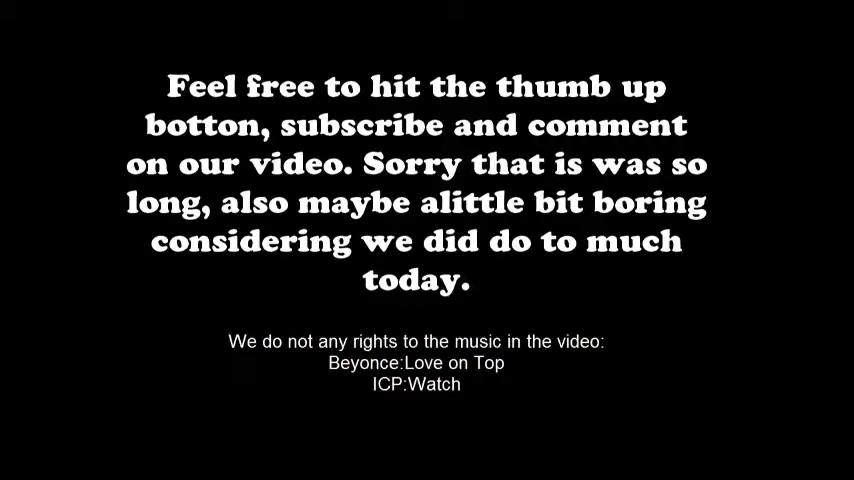 Feel free to hit the thumb up
botton, subscribe and comment
on our video. Sorry that is was so
long, also maybe alittle bit boring
considering we did do to much
today.
We do not any rights to the music in the video:
Beyonce:Love on Top
ICP:Watch